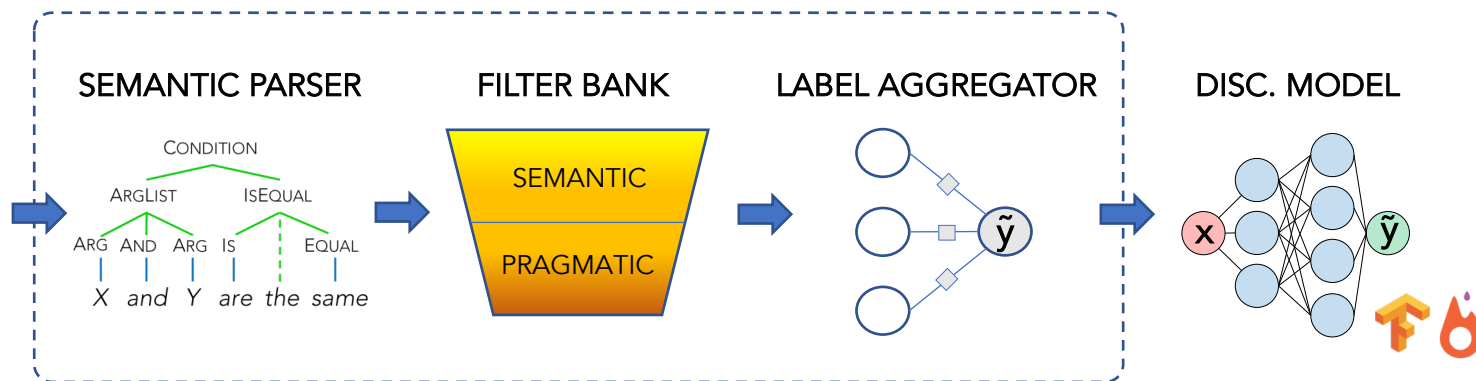 SEMANTIC PARSER
CONDITION
ARGLIST ISEQUAL
ARG AND ARG IS EQUAL
X and Y are the same
FILTER BANK
SEMANTIC
PRAGMATIC
LABEL AGGREGATOR
ỹ
DISC. MODEL
x
ỹ